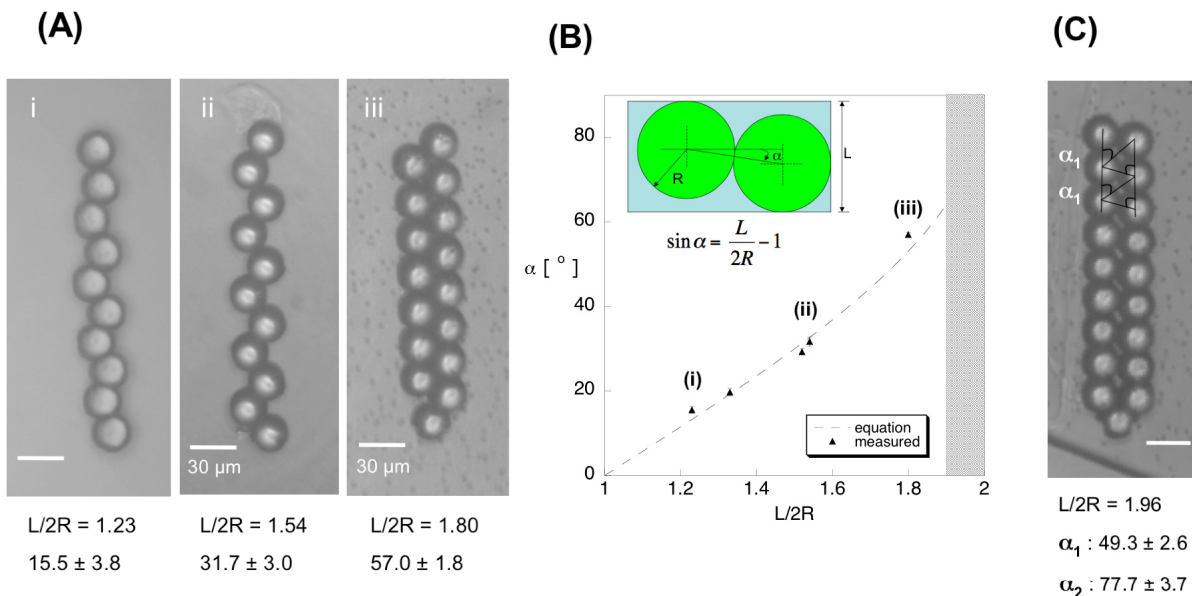 (A)
(B)
(C)
i
ii
iii
30 µm
30 µm
L/2R = 1.23
15.5 ± 3.8
L/2R = 1.54
31.7 ± 3.0
L/2R = 1.80
57.0 ± 1.8
α [ ° ]
80
60
40
20
0
1
1.2
1.4
1.6
1.8
2
L/2R
R
α
L
sin α = L/2R − 1
(i)
(ii)
(iii)
equation
measured
α₁
α₁
L/2R = 1.96
α₁ : 49.3 ± 2.6
α₂ : 77.7 ± 3.7